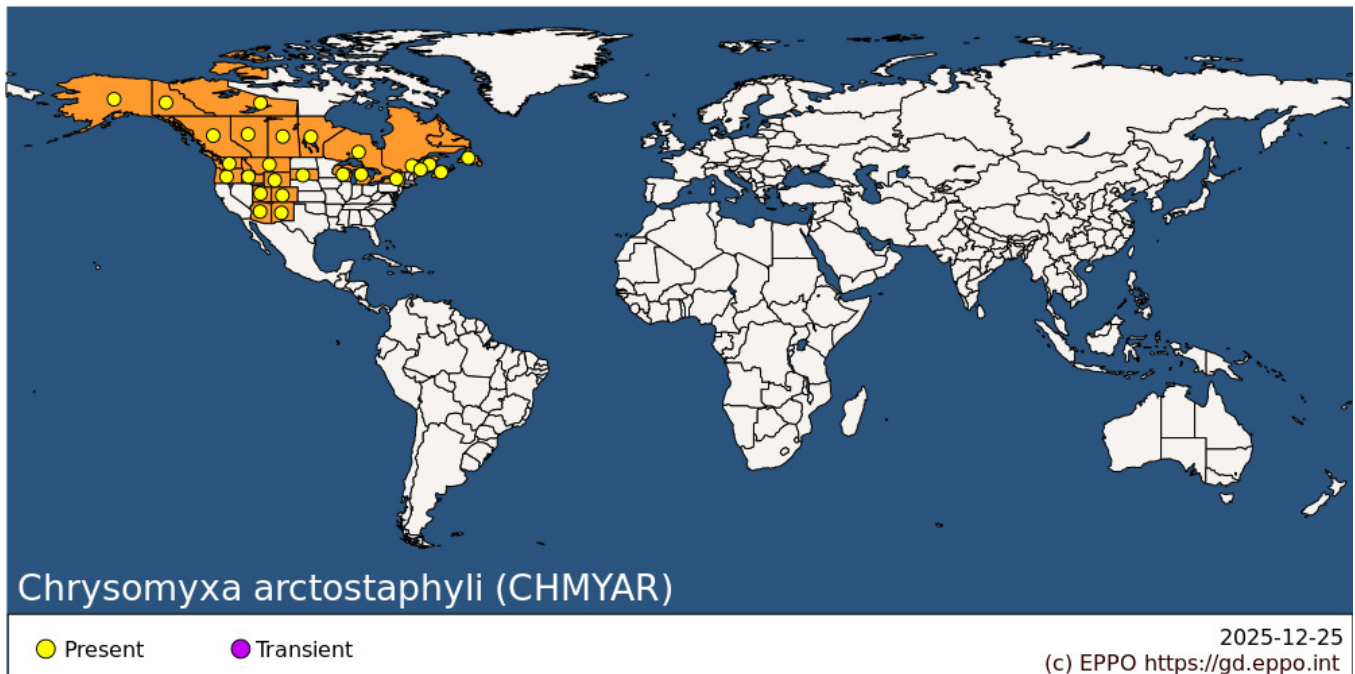 Chrysomyxa arctostaphyli (CHMYAR)
Present
Transient
2025-12-25
(c) EPPO https://gd.eppo.int